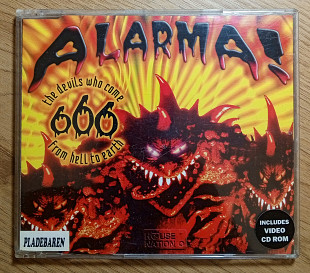 ALARMA!
the devils who come
666
from hell to earth
HOUSE
NATION
INCLUDES
VIDEO
CD ROM
PLADEBAREN